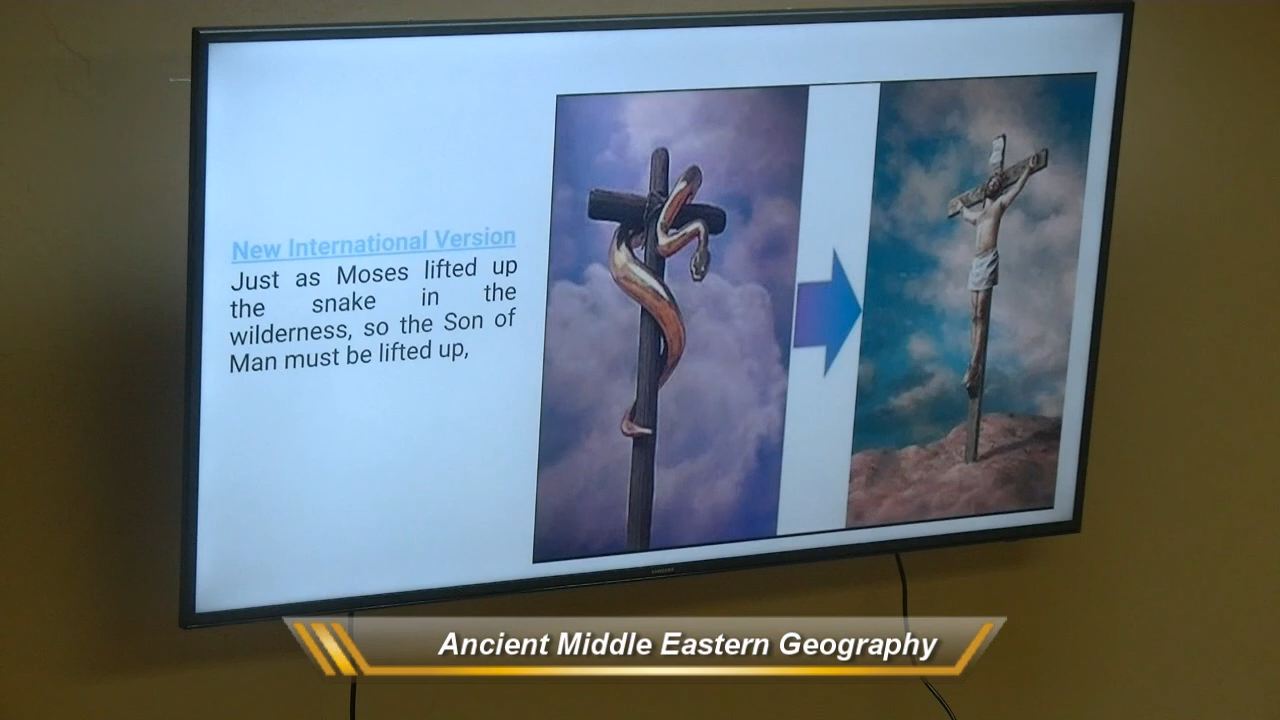 New International Version
Just as Moses lifted up
the snake in the
wilderness, so the Son of
Man must be lifted up,
SAMSUNG
Ancient Middle Eastern Geography